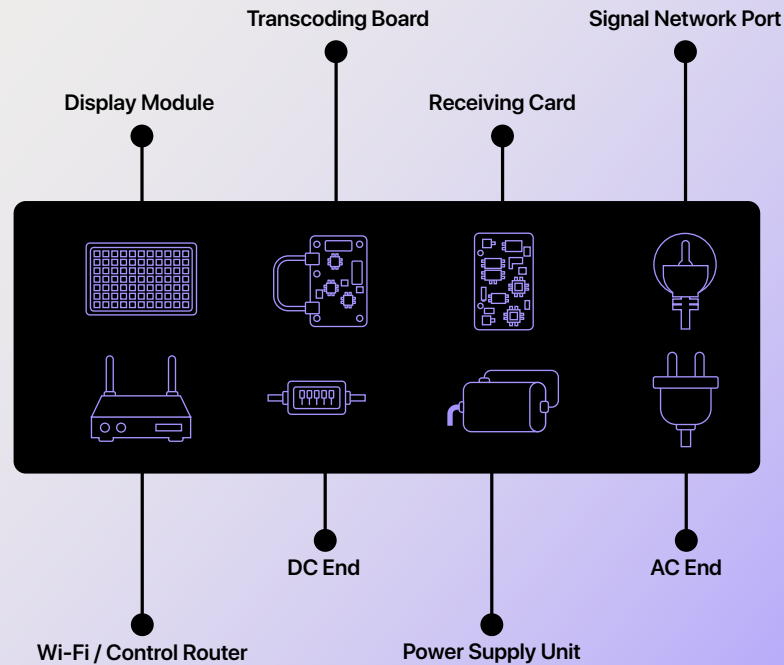 Transcoding Board
Signal Network Port
Display Module
Receiving Card
DC End
AC End
Wi-Fi / Control Router
Power Supply Unit